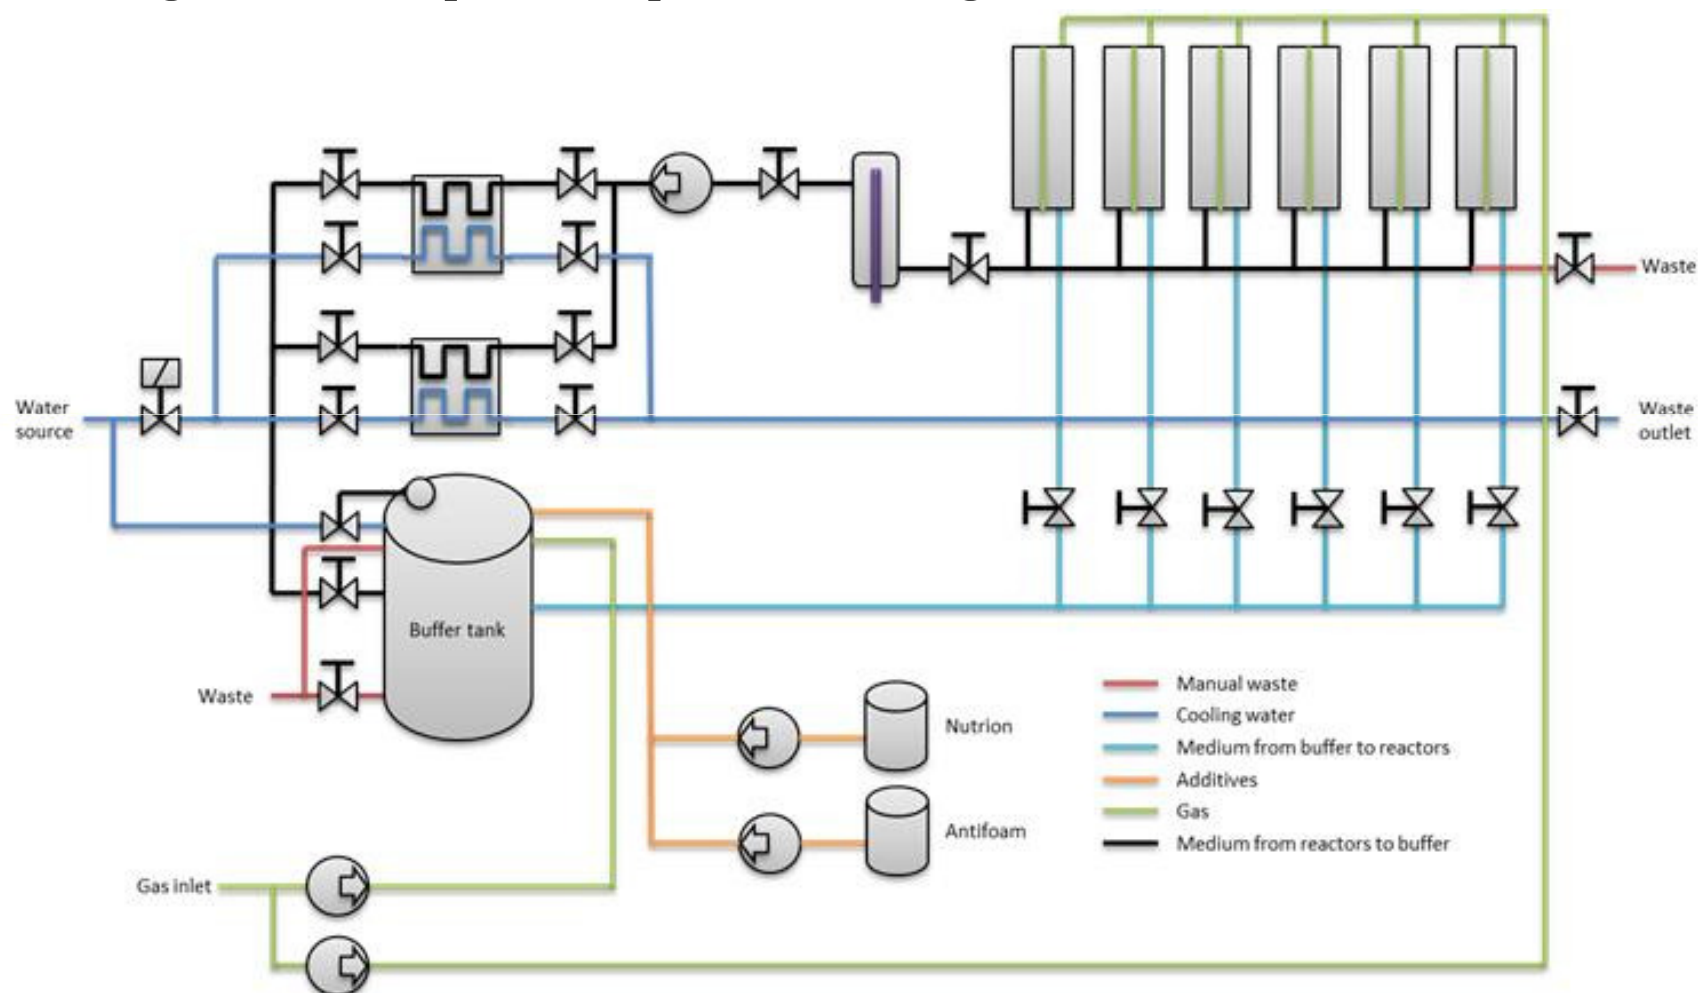 Waste
Water
source
Waste
outlet
Buffer tank
Waste
Nutrion
Antifoam
Gas inlet
Manual waste
Cooling water
Medium from buffer to reactors
Additives
Gas
Medium from reactors to buffer